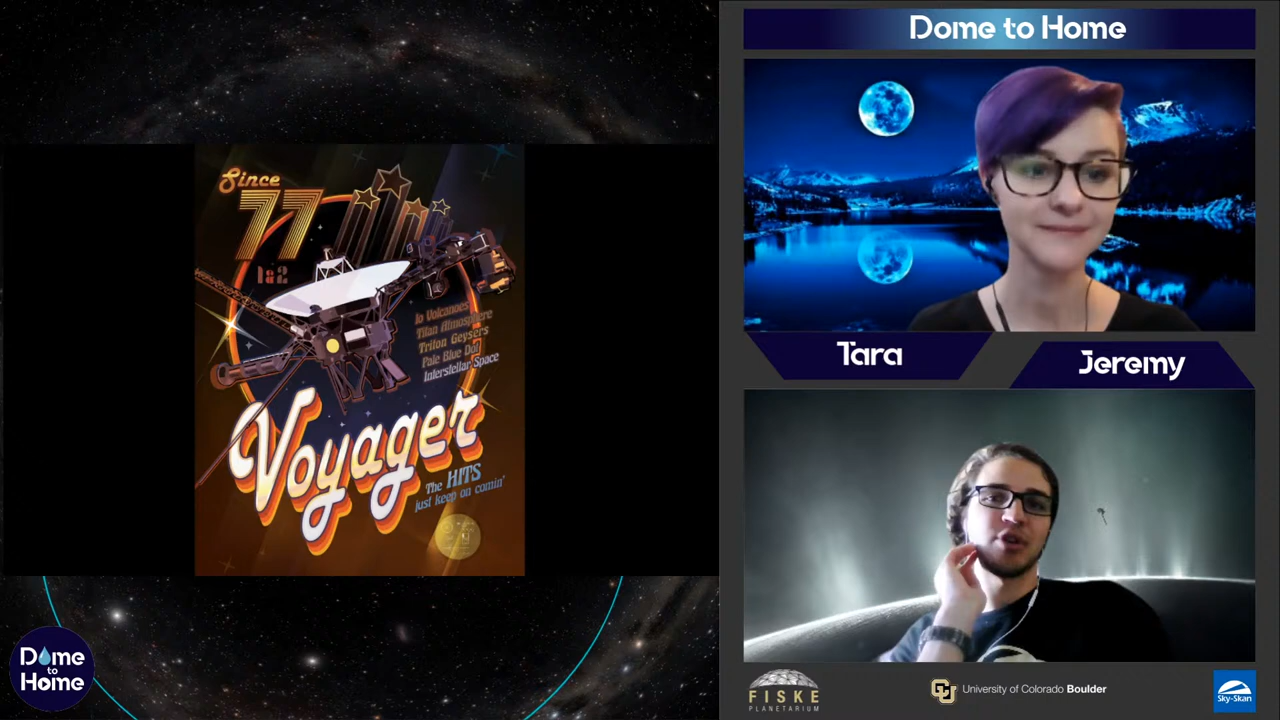 Since
77
1&2
Io Volcanoes
Titan Atmosphere
Triton Geysers
Pale Blue Dot
Interstellar Space
Voyager
The HITS
just keep on comin'
Dome
to
Home
Dome to Home
Tara
Jeremy
FISKE
PLANETARIUM
CU
University of Colorado Boulder
Sky-Skan